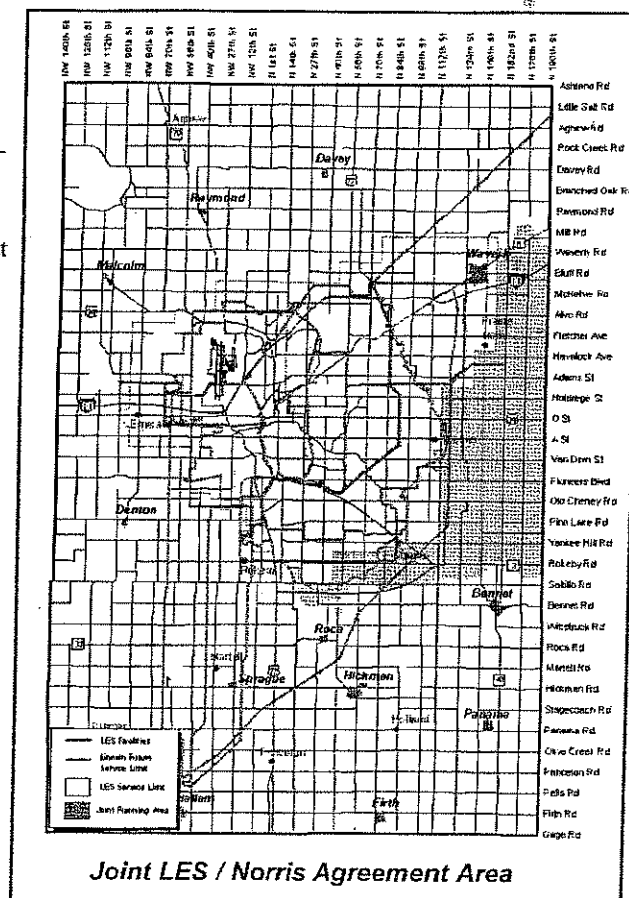 NW 140th St
NW 126th St
NW 112th St
NW 98th St
NW 84th St
NW 70th St
NW 56th St
NW 40th St
NW 27th St
NW 12th St
N 1st St
N 14th St
N 27th St
N 40th St
N 56th St
N 70th St
N 84th St
N 98th St
N 112th St
N 134th St
N 148th St
N 162nd St
N 176th St
N 190th St
Ashland Rd
Little Salt Rd
Agnew Rd
Rock Creek Rd
Davey Rd
Branched Oak Rd
Raymond Rd
Mill Rd
Waverly Rd
Bluff Rd
McKelvie Rd
Alvo Rd
Fletcher Ave
Havelock Ave
Adams St
Holdrege St
O St
A St
Van Dorn St
Pioneers Blvd
Old Cheney Rd
Pine Lake Rd
Yankee Hill Rd
Rokeby Rd
Saltillo Rd
Bennet Rd
Wittstruck Rd
Roca Rd
Martell Rd
Hickman Rd
Stagecoach Rd
Panama Rd
Olive Creek Rd
Princeton Rd
Pella Rd
Firth Rd
Gage Rd
Agnew
Davey
Raymond
Malcolm
Waverly
Denton
Bennet
Roca
Sprague
Hickman
Holland
Panama
Firth
LES Facilities
Lincoln Future
Service Limit
LES Service Limit
Joint Planning Area
Joint LES / Norris Agreement Area